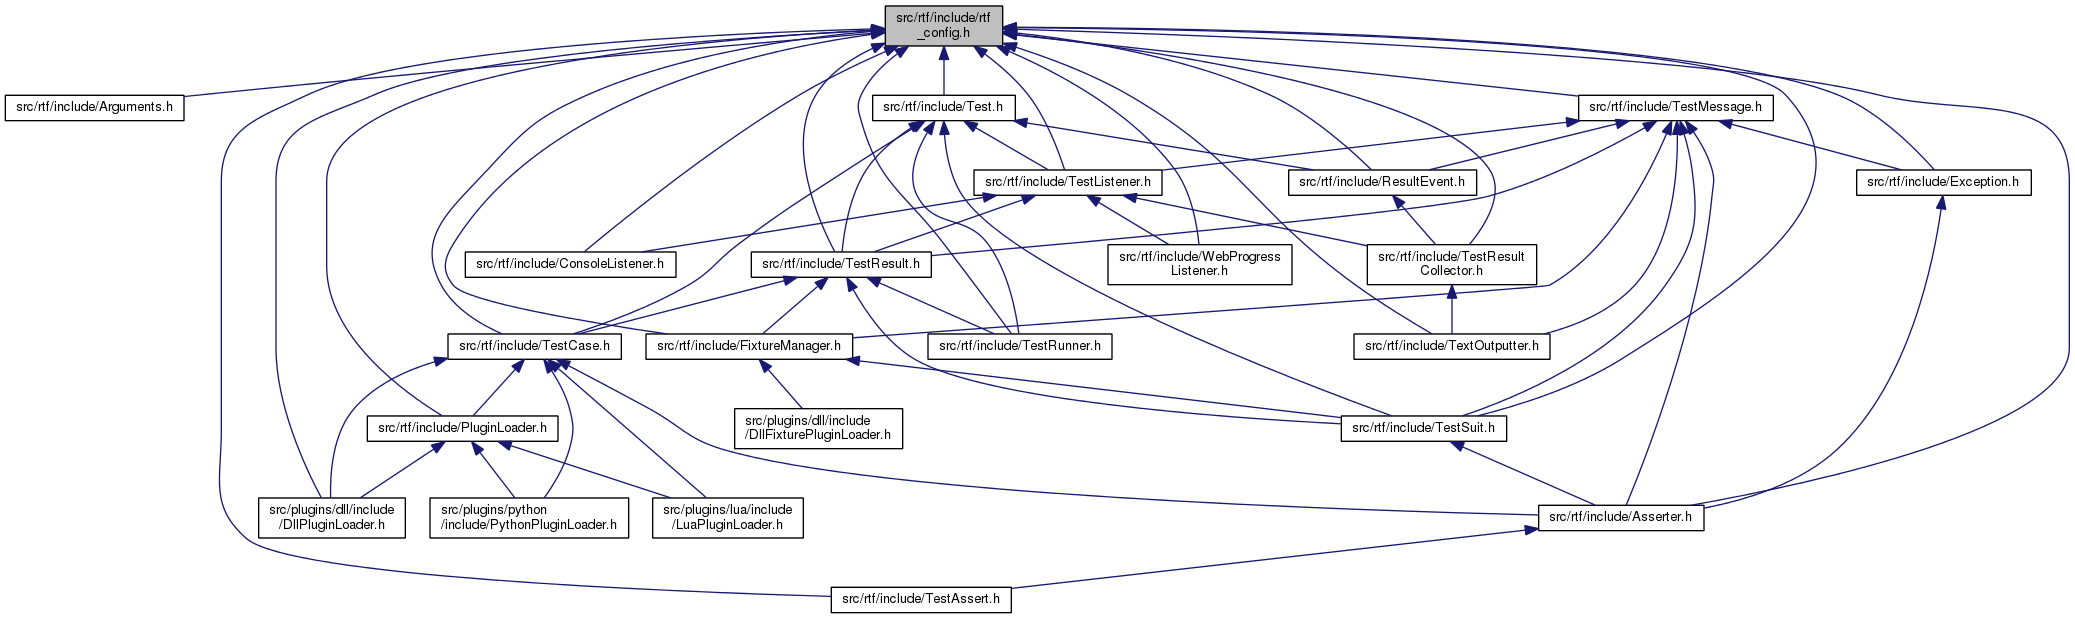 src/rtf/include/rtf
_config.h
src/rtf/include/Arguments.h
src/rtf/include/Test.h
src/rtf/include/TestMessage.h
src/rtf/include/TestListener.h
src/rtf/include/ResultEvent.h
src/rtf/include/Exception.h
src/rtf/include/ConsoleListener.h
src/rtf/include/TestResult.h
src/rtf/include/WebProgress
Listener.h
src/rtf/include/TestResult
Collector.h
src/rtf/include/TestCase.h
src/rtf/include/FixtureManager.h
src/rtf/include/TestRunner.h
src/rtf/include/TextOutputter.h
src/rtf/include/PluginLoader.h
src/plugins/dll/include
/DllFixturePluginLoader.h
src/rtf/include/TestSuit.h
src/plugins/dll/include
/DllPluginLoader.h
src/plugins/python
/include/PythonPluginLoader.h
src/plugins/lua/include
/LuaPluginLoader.h
src/rtf/include/Asserter.h
src/rtf/include/TestAssert.h